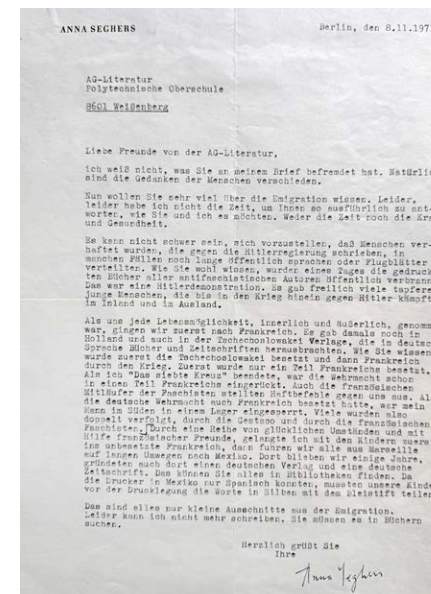 ANNA SEGHERS
Berlin, den 8.11.197
AG-Literatur
Polytechnische Oberschule
8601 Weißenberg
Liebe Freunde von der AG-Literatur,
ich weiß nicht, was Sie an meinem Brief befremdet hat. Natürlic
sind die Gedanken der Menschen verschieden.
Nun wollen Sie sehr viel über die Emigration wissen. Leider,
leider habe ich nicht die Zeit, um Ihnen so ausführlich zu ant-
worten, wie Sie und ich es möchten. Weder die Zeit noch die Kra
und Gesundheit.
Es kann nicht schwer sein, sich vorzustellen, daß Menschen ver-
haftet wurden, die gegen die Hitlerregierung schrieben, in
manchen Fällen noch lange öffentlich sprachen oder Flugblätter
verteilten. Wie Sie wohl wissen, wurden eines Tages die gedruck
ten Bücher aller antifaschistischen Autoren öffentlich verbrann
Das war eine Hitlerdemonstration. Es gab freilich viele tapfere
junge Menschen, die bis in den Krieg hinein gegen Hitler kämpft
im Inland und im Ausland.
Als uns jede Lebensmöglichkeit, innerlich und äußerlich, genomm
war, gingen wir zuerst nach Frankreich. Es gab damals noch in
Holland und auch in der Tschechoslowakei Verlage, die in deutsc
Sprache Bücher und Zeitschriften herausbrachten. Wie Sie wissen
wurde zuerst die Tschechoslowakei besetzt und dann Frankreich
durch den Krieg. Zuerst wurde nur ein Teil Frankreichs besetzt.
Als ich "Das siebte Kreuz" beendete, war die Wehrmacht schon
in einen Teil Frankreichs eingerückt. Auch die französischen
Mitläufer der Faschisten stellten Haftbefehle gegen uns aus. Al
die deutsche Wehrmacht auch Frankreich besetzt hatte, war mein
Mann im Süden in einem Lager eingesperrt. Viele wurden also
doppelt verfolgt, durch die Gestapo und durch die französischen
Faschisten. Durch eine Reihe von glücklichen Umständen und mit
Hilfe französischer Freunde, gelangte ich mit den Kindern zuers
ins unbesetzte Frankreich, dann fuhren wir alle aus Marseille
auf langen Umwegen nach Mexiko. Dort blieben wir einige Jahre,
gründeten auch dort einen deutschen Verlag und eine deutsche
Zeitschrift. Das können Sie alles in Bibliotheken finden. Da
die Drucker in Mexiko nur Spanisch konnten, mussten unsere Kinde
vor der Drucklegung die Worte in Silben mit dem Bleistift teilen
Das sind alles nur kleine Ausschnitte aus der Emigration.
Leider kann ich nicht mehr schreiben, Sie müssen es in Büchern
suchen.
Herzlich grüßt Sie
Ihre
Anna Seghers